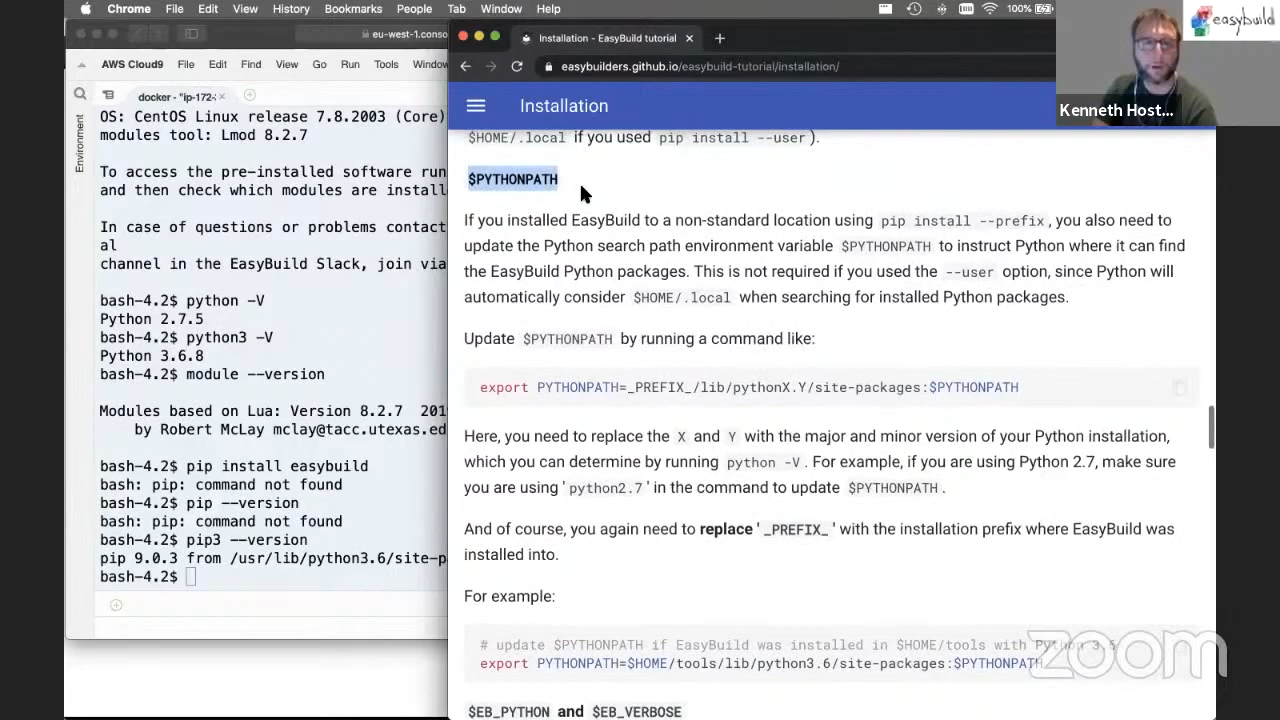 Chrome File Edit View History Bookmarks People Tab Window Help 100%
easybuild
Kenneth Host...
eu-west-1.conso
AWS Cloud9 File Edit Find View Go Run Tools Window
docker - "ip-172-
Environment
OS: CentOS Linux release 7.8.2003 (Core)
modules tool: Lmod 8.2.7
To access the pre-installed software run
and then check which modules are install
In case of questions or problems contact
al
channel in the EasyBuild Slack, join via
bash-4.2$ python -V
Python 2.7.5
bash-4.2$ python3 -V
Python 3.6.8
bash-4.2$ module --version
Modules based on Lua: Version 8.2.7 201
by Robert McLay mclay@tacc.utexas.ed
bash-4.2$ pip install easybuild
bash: pip: command not found
bash-4.2$ pip --version
bash: pip: command not found
bash-4.2$ pip3 --version
pip 9.0.3 from /usr/lib/python3.6/site-p
bash-4.2$
Installation - EasyBuild tutorial
easybuilders.github.io/easybuild-tutorial/installation/
Installation
$HOME/.local if you used pip install --user).
$PYTHONPATH
If you installed EasyBuild to a non-standard location using pip install --prefix, you also need to
update the Python search path environment variable $PYTHONPATH to instruct Python where it can find
the EasyBuild Python packages. This is not required if you used the --user option, since Python will
automatically consider $HOME/.local when searching for installed Python packages.
Update $PYTHONPATH by running a command like:
export PYTHONPATH=_PREFIX_/lib/pythonX.Y/site-packages:$PYTHONPATH
Here, you need to replace the X and Y with the major and minor version of your Python installation,
which you can determine by running python -V. For example, if you are using Python 2.7, make sure
you are using 'python2.7' in the command to update $PYTHONPATH.
And of course, you again need to replace '_PREFIX_' with the installation prefix where EasyBuild was
installed into.
For example:
# update $PYTHONPATH if EasyBuild was installed in $HOME/tools with Python 3.6
export PYTHONPATH=$HOME/tools/lib/python3.6/site-packages:$PYTHONPATH
$EB_PYTHON and $EB_VERBOSE
zoom